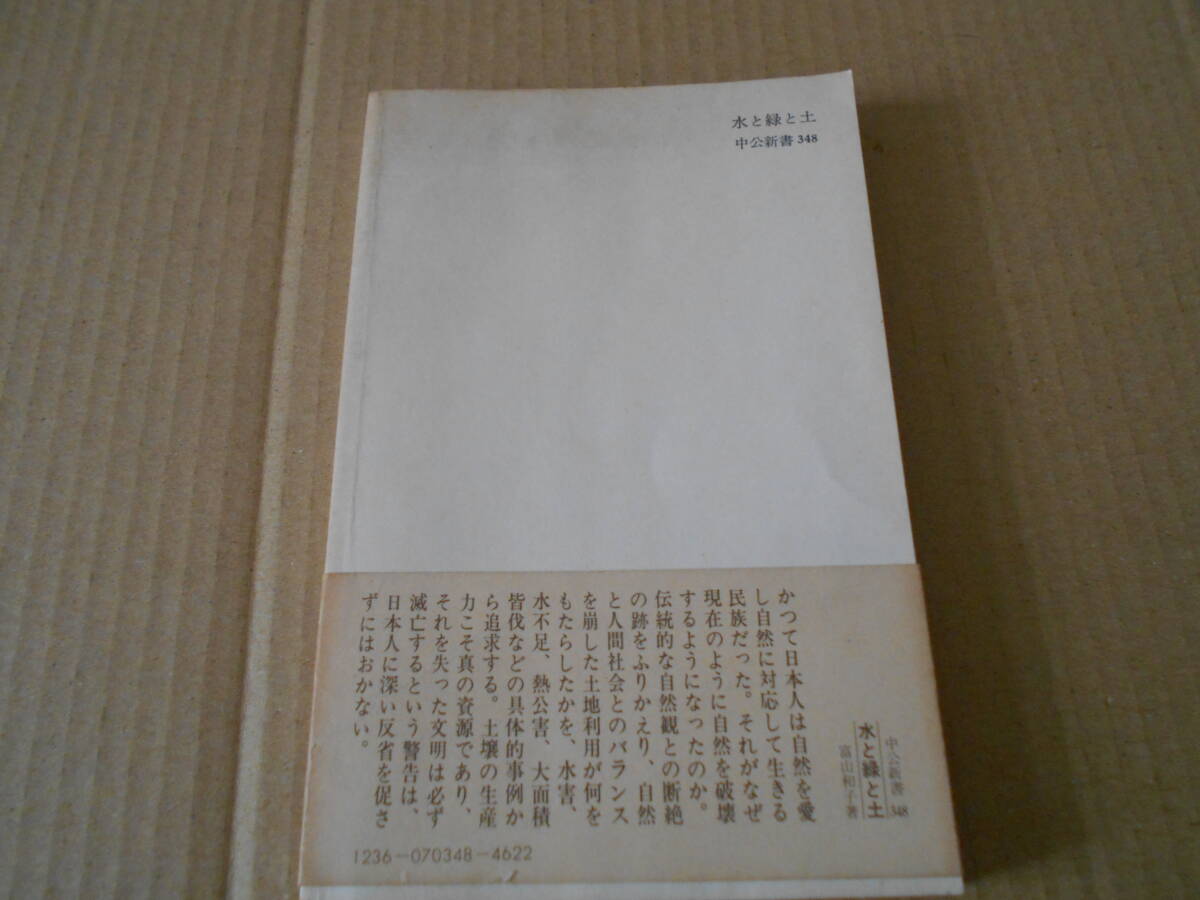 水と緑と土
中公新書 348
中公新書 348
水と緑と土
富山和子著
かつて日本人は自然を愛
し自然に対応して生きる
民族だった。それがなぜ
現在のように自然を破壊
するようになったのか。
伝統的な自然観との断絶
の跡をふりかえり、自然
と人間社会とのバランス
を崩した土地利用が何を
もたらしたかを、水害、
水不足、熱公害、大面積
皆伐などの具体的事例か
ら追求する。土壌の生産
力こそ真の資源であり、
それを失った文明は必ず
滅亡するという警告は、
日本人に深い反省を促さ
ずにはおかない。
1236-070348-4622